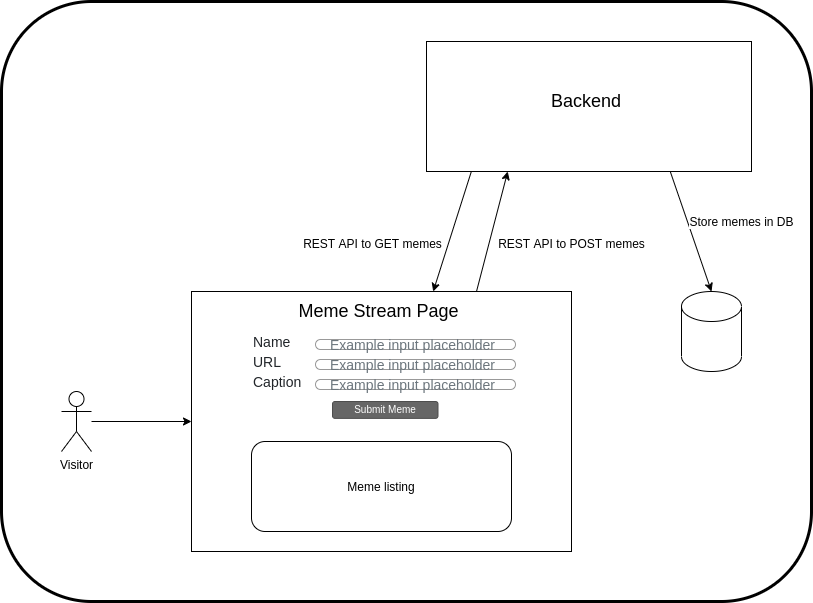 Backend
Store memes in DB
REST API to GET memes
REST API to POST memes
Meme Stream Page
Name Example input placeholder
URL Example input placeholder
Caption Example input placeholder
Submit Meme
Visitor
Meme listing